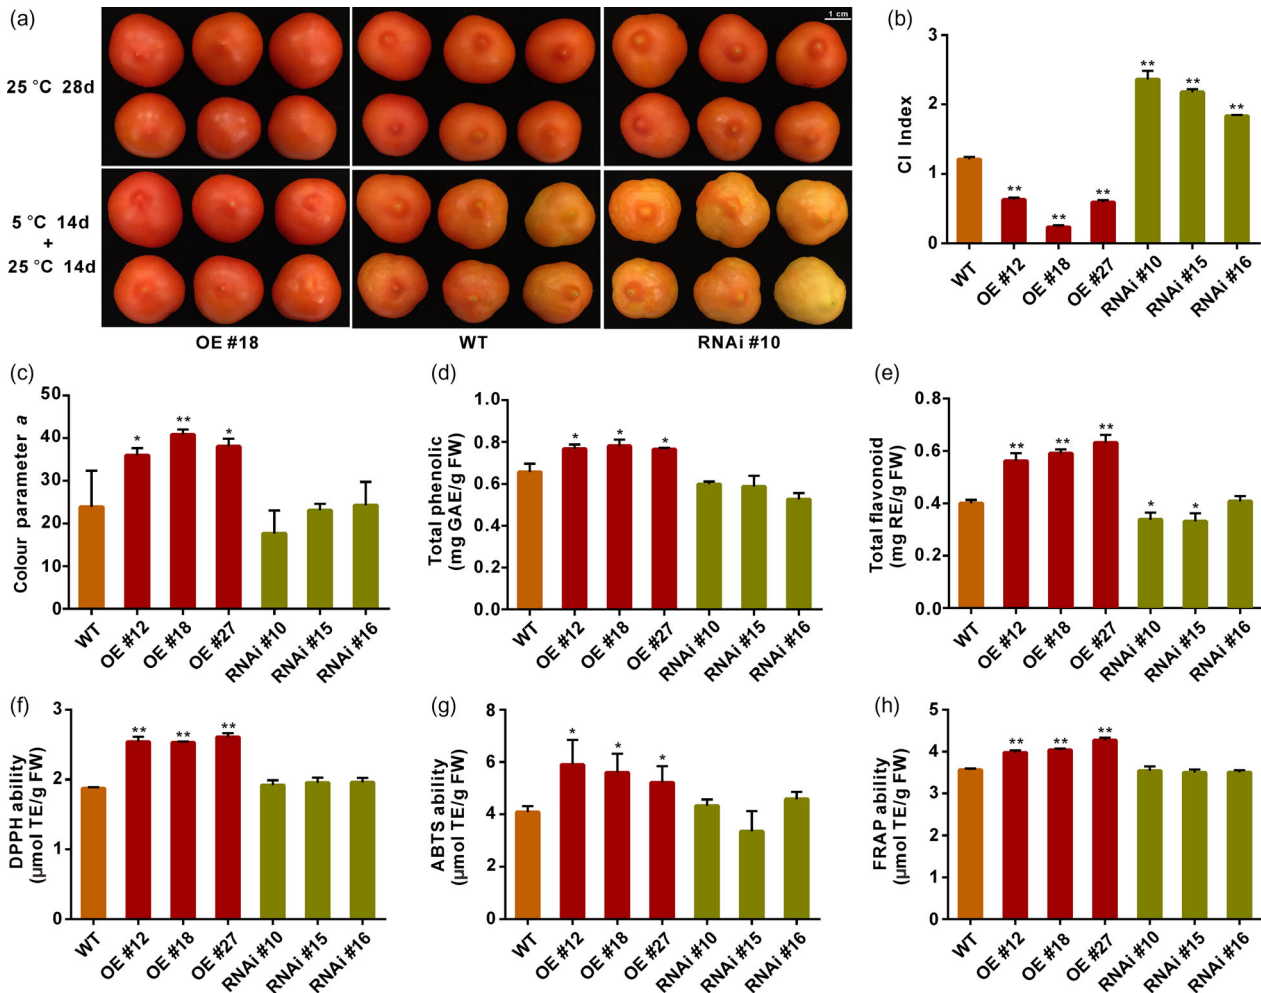 (a)
1 cm
25 °C 28d
5 °C 14d
+
25 °C 14d
OE #18
WT
RNAi #10
(b)
CI Index
3
2
1
0
**
**
**
**
**
**
WT
OE #12
OE #18
OE #27
RNAi #10
RNAi #15
RNAi #16
(c)
Colour parameter a
50
40
30
20
10
0
*
**
*
WT
OE #12
OE #18
OE #27
RNAi #10
RNAi #15
RNAi #16
(d)
Total phenolic
(mg GAE/g FW)
1.0
0.8
0.6
0.4
0.2
0.0
*
*
*
WT
OE #12
OE #18
OE #27
RNAi #10
RNAi #15
RNAi #16
(e)
Total flavonoid
(mg RE/g FW)
0.8
0.6
0.4
0.2
0.0
**
**
**
*
*
WT
OE #12
OE #18
OE #27
RNAi #10
RNAi #15
RNAi #16
(f)
DPPH ability
(μmol TE/g FW)
3
2
1
0
**
**
**
WT
OE #12
OE #18
OE #27
RNAi #10
RNAi #15
RNAi #16
(g)
ABTS ability
(μmol TE/g FW)
8
6
4
2
0
*
*
*
WT
OE #12
OE #18
OE #27
RNAi #10
RNAi #15
RNAi #16
(h)
FRAP ability
(μmol TE/g FW)
5
4
3
2
1
0
**
**
**
WT
OE #12
OE #18
OE #27
RNAi #10
RNAi #15
RNAi #16